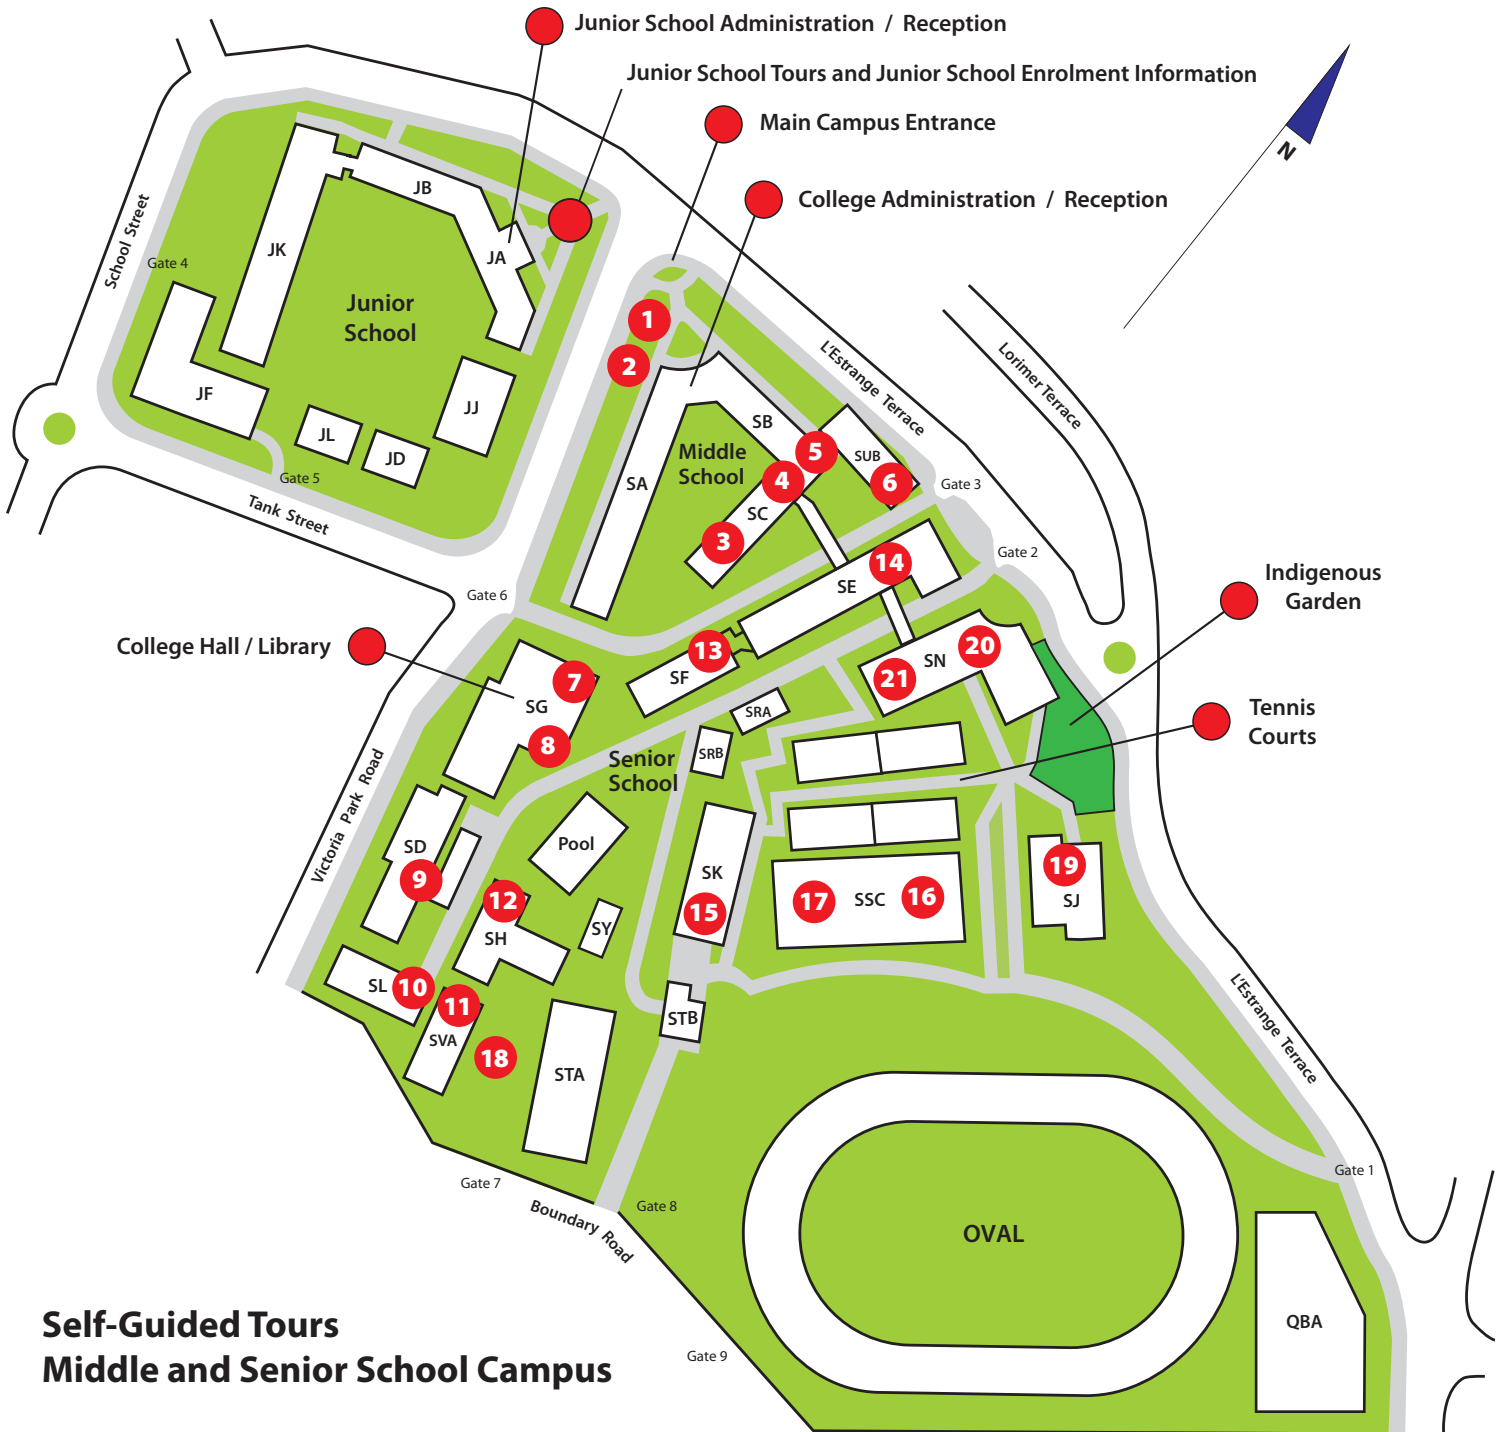 Junior School Administration / Reception
Junior School Tours and Junior School Enrolment Information
Main Campus Entrance
N
College Administration / Reception
JB
School Street
JK
JA
Gate 4
Junior
School
1
2
L'Estrange Terrace
Lorimer Terrace
JF
JJ
JL
JD
Gate 5
Tank Street
SB
Middle
School
SUB
5
4
6
SA
Gate 3
SC
3
Gate 2
14
SE
Indigenous
Garden
Gate 6
College Hall / Library
13
SF
20
SN
21
7
SG
8
SRA
Tennis
Courts
SRB
Senior
School
Victoria Park Road
Pool
SD
9
SK
15
17
SSC
16
19
SJ
12
SH
SY
SL
10
11
SVA
18
STB
STA
L'Estrange Terrace
Gate 1
Gate 7
Gate 8
Boundary Road
OVAL
QBA
Gate 9
Self-Guided Tours
Middle and Senior School Campus